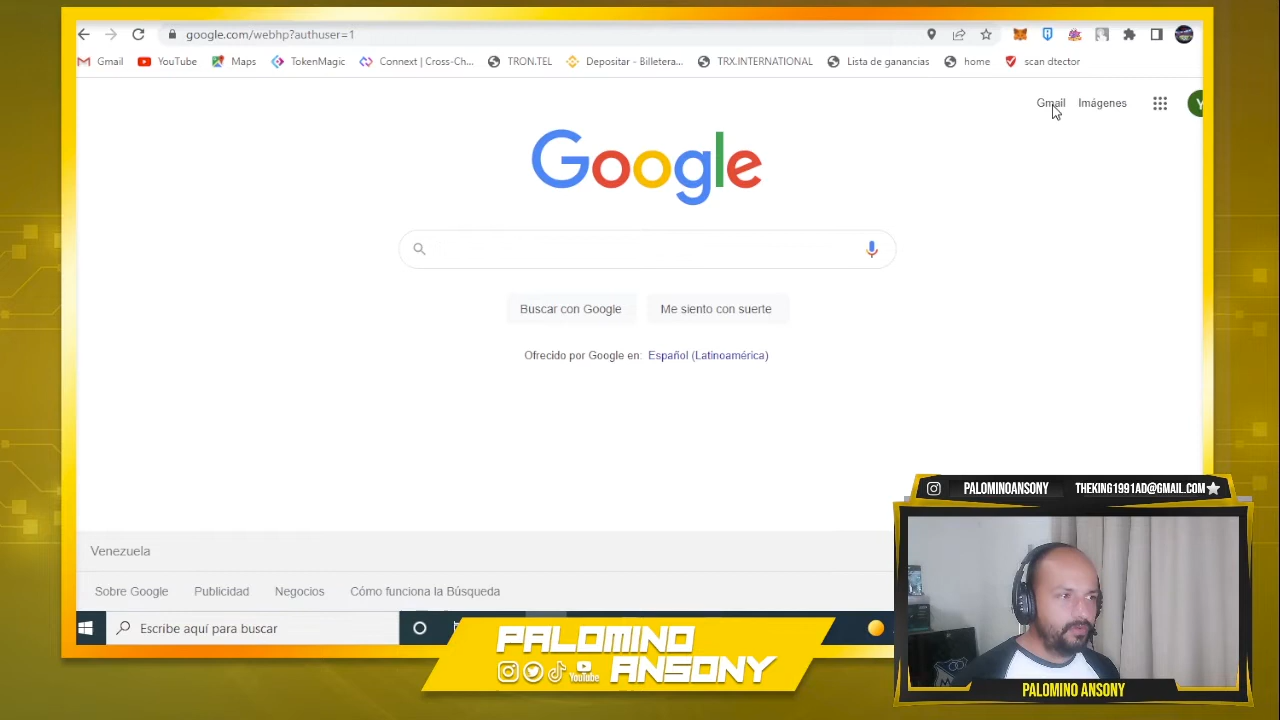 google.com/webhp?authuser=1
Gmail YouTube Maps TokenMagic Connext | Cross-Ch... TRON.TEL Depositar - Billetera... TRX.INTERNATIONAL Lista de ganancias home scan dtector
Gmail Imágenes Y
Google
Buscar con Google Me siento con suerte
Ofrecido por Google en: Español (Latinoamérica)
Venezuela
Sobre Google Publicidad Negocios Cómo funciona la Búsqueda
Escribe aquí para buscar
PALOMINOANSONY THEKING1991AD@GMAIL.COM
PALOMINO
YouTube ANSONY
PALOMINO ANSONY